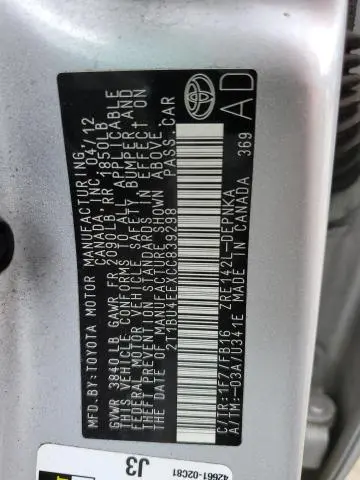 MFD.BY:TOYOTA MOTOR MANUFACTURING,
CANADA,INC. 04/12
GVWR 3840LB GAWR FR 2090LB RR 1850LB
THIS VEHICLE CONFORMS TO ALL APPLICABLE
FEDERAL MOTOR VEHICLE SAFETY, BUMPER,AND
THEFT PREVENTION STANDARDS IN EFFECT ON
THE DATE OF MANUFACTURE SHOWN ABOVE.
2T1BU4EEXCC839298 PASS.CAR
AD
C/TR:1F7/FB16 ZRE142L-DEPNKA
A/TM:-03A/U341E MADE IN CANADA 369
42661-02C81
J3